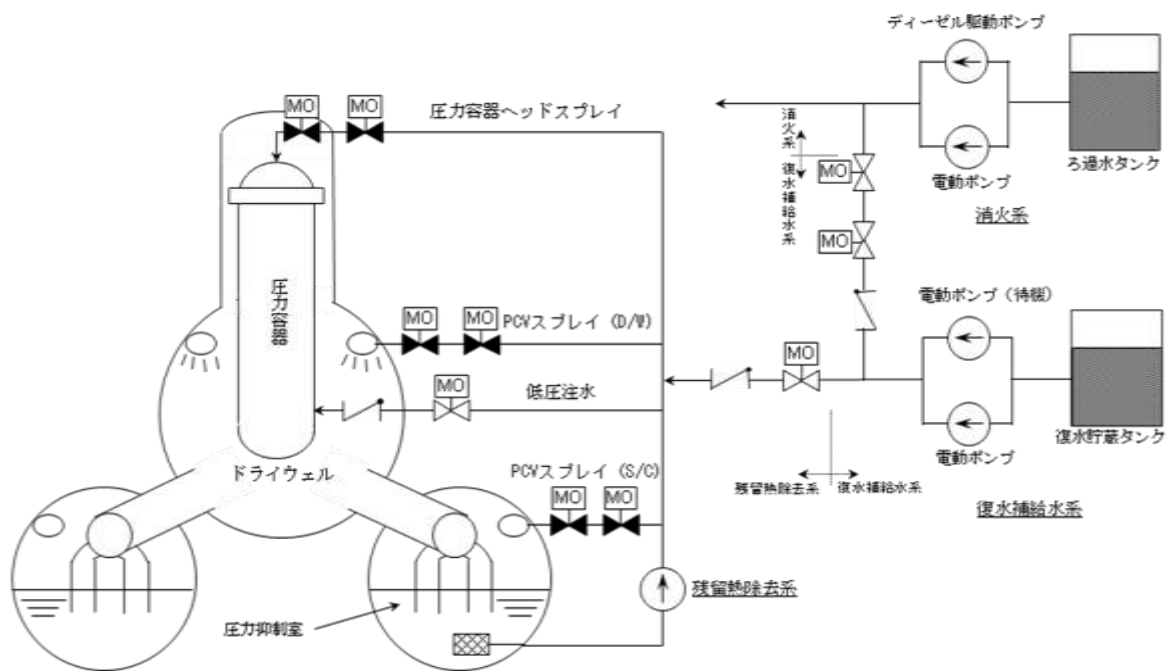 ディーゼル駆動ポンプ
MO
MO
圧力容器ヘッドスプレイ
消火系
復水補給水系
MO
電動ポンプ
ろ過水タンク
消火系
MO
圧力容器
電動ポンプ（待機）
MO
MO
PCVスプレイ（D/W）
MO
MO
低圧注水
電動ポンプ
復水貯蔵タンク
ドライウェル
PCVスプレイ（S/C）
残留熱除去系
復水補給水系
MO
MO
復水補給水系
残留熱除去系
圧力抑制室